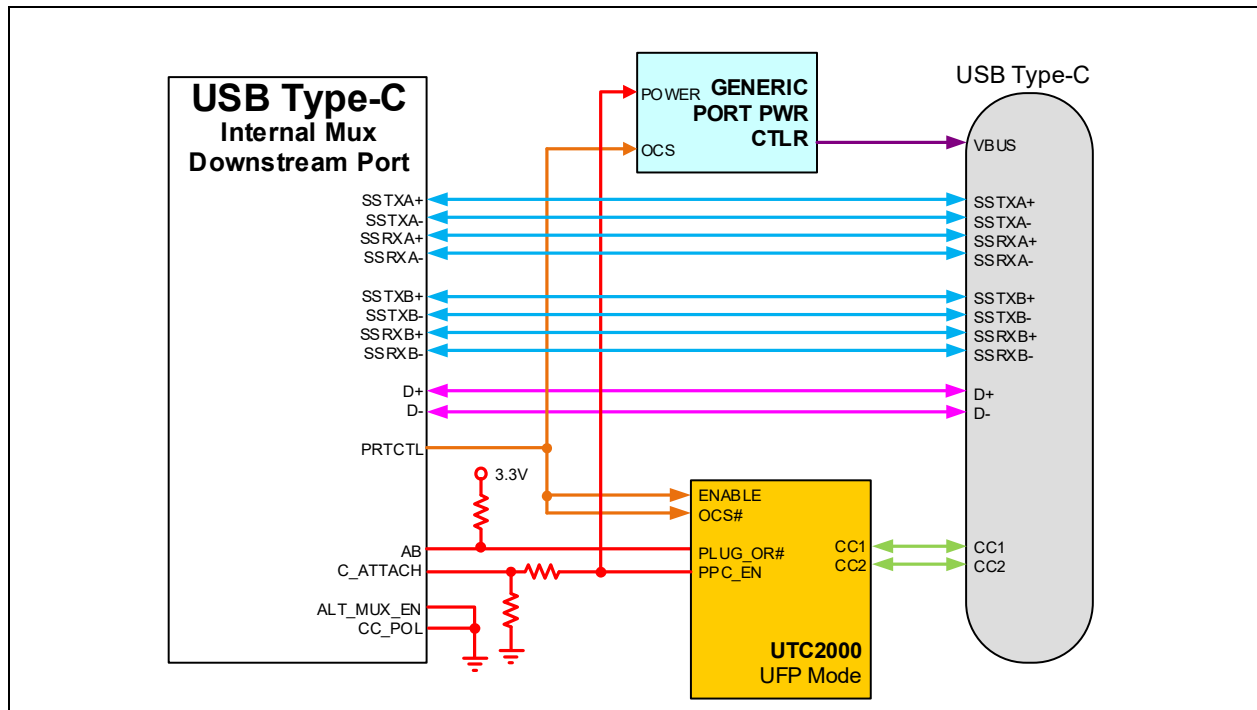 USB Type-C
Internal Mux
Downstream Port
SSTXA+
SSTXA-
SSRXA+
SSRXA-
SSTXB+
SSTXB-
SSRXB+
SSRXB-
D+
D-
PRTCTL
AB
C_ATTACH
ALT_MUX_EN
CC_POL
3.3V
POWER
OCS
GENERIC
PORT PWR
CTLR
ENABLE
OCS#
PLUG_OR#
PPC_EN
CC1
CC2
UTC2000
UFP Mode
USB Type-C
VBUS
SSTXA+
SSTXA-
SSRXA+
SSRXA-
SSTXB+
SSTXB-
SSRXB+
SSRXB-
D+
D-
CC1
CC2